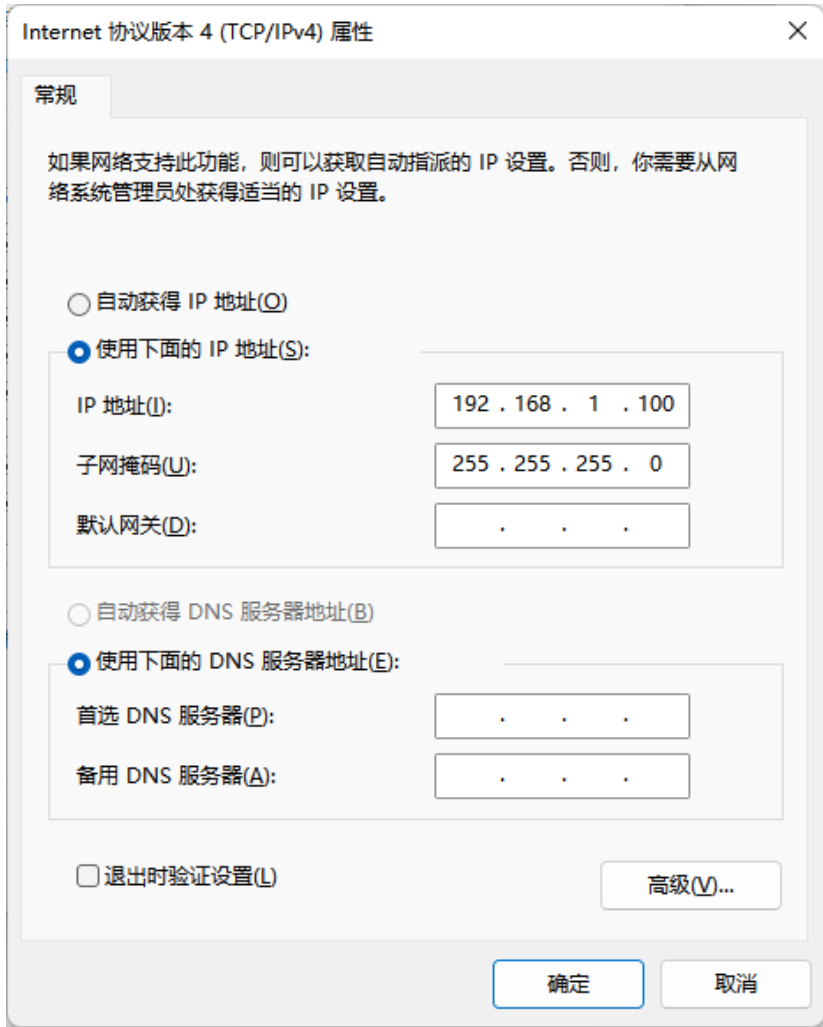 Internet 协议版本 4 (TCP/IPv4) 属性
常规
如果网络支持此功能，则可以获取自动指派的 IP 设置。否则，你需要从网
络系统管理员处获得适当的 IP 设置。
自动获得 IP 地址(O)
使用下面的 IP 地址(S):
IP 地址(I):
192 . 168 . 1 . 100
子网掩码(U):
255 . 255 . 255 . 0
默认网关(D):
. . .
自动获得 DNS 服务器地址(B)
使用下面的 DNS 服务器地址(E):
首选 DNS 服务器(P):
. . .
备用 DNS 服务器(A):
. . .
退出时验证设置(L)
高级(V)...
确定
取消